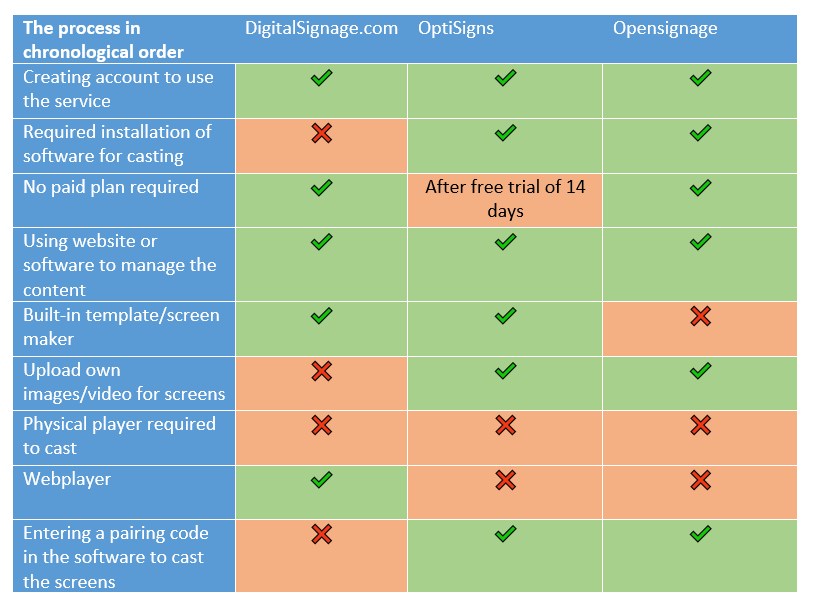 The process in
chronological order
DigitalSignage.com
OptiSigns
Opensignage
Creating account to use
the service
Required installation of
software for casting
No paid plan required
After free trial of 14
days
Using website or
software to manage the
content
Built-in template/screen
maker
Upload own
images/video for screens
Physical player required
to cast
Webplayer
Entering a pairing code
in the software to cast
the screens